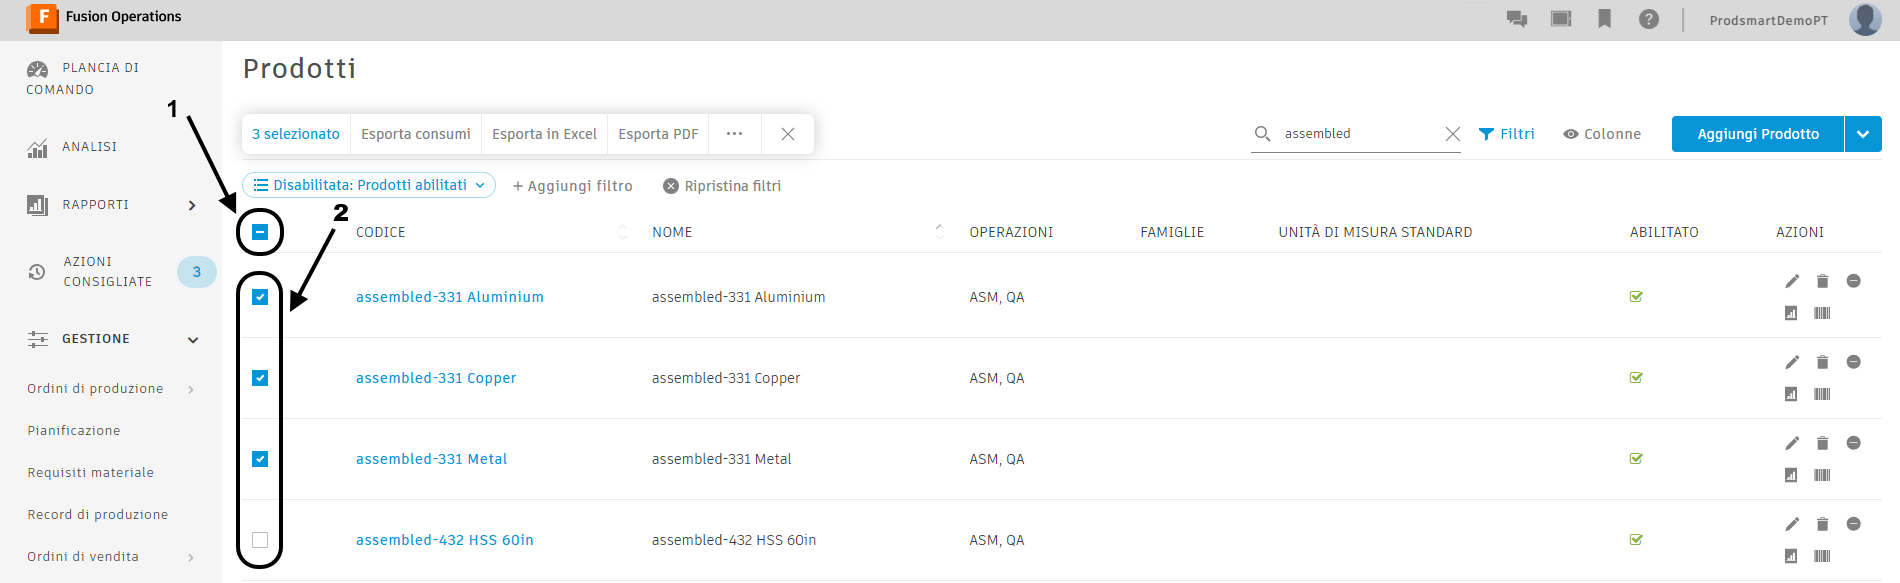 F Fusion Operations
ProdsmartDemoPT
PLANCIA DI
COMANDO
ANALISI
RAPPORTI
AZIONI
CONSIGLIATE
3
GESTIONE
Ordini di produzione
Pianificazione
Requisiti materiale
Record di produzione
Ordini di vendita
Prodotti
1
3 selezionato Esporta consumi Esporta in Excel Esporta PDF ...
assembled Filtri Colonne Aggiungi Prodotto
Disabilitata: Prodotti abilitati + Aggiungi filtro Ripristina filtri
2
CODICE NOME OPERAZIONI FAMIGLIE UNITÀ DI MISURA STANDARD ABILITATO AZIONI
assembled-331 Aluminium assembled-331 Aluminium ASM, QA
assembled-331 Copper assembled-331 Copper ASM, QA
assembled-331 Metal assembled-331 Metal ASM, QA
assembled-432 HSS 60in assembled-432 HSS 60in ASM, QA